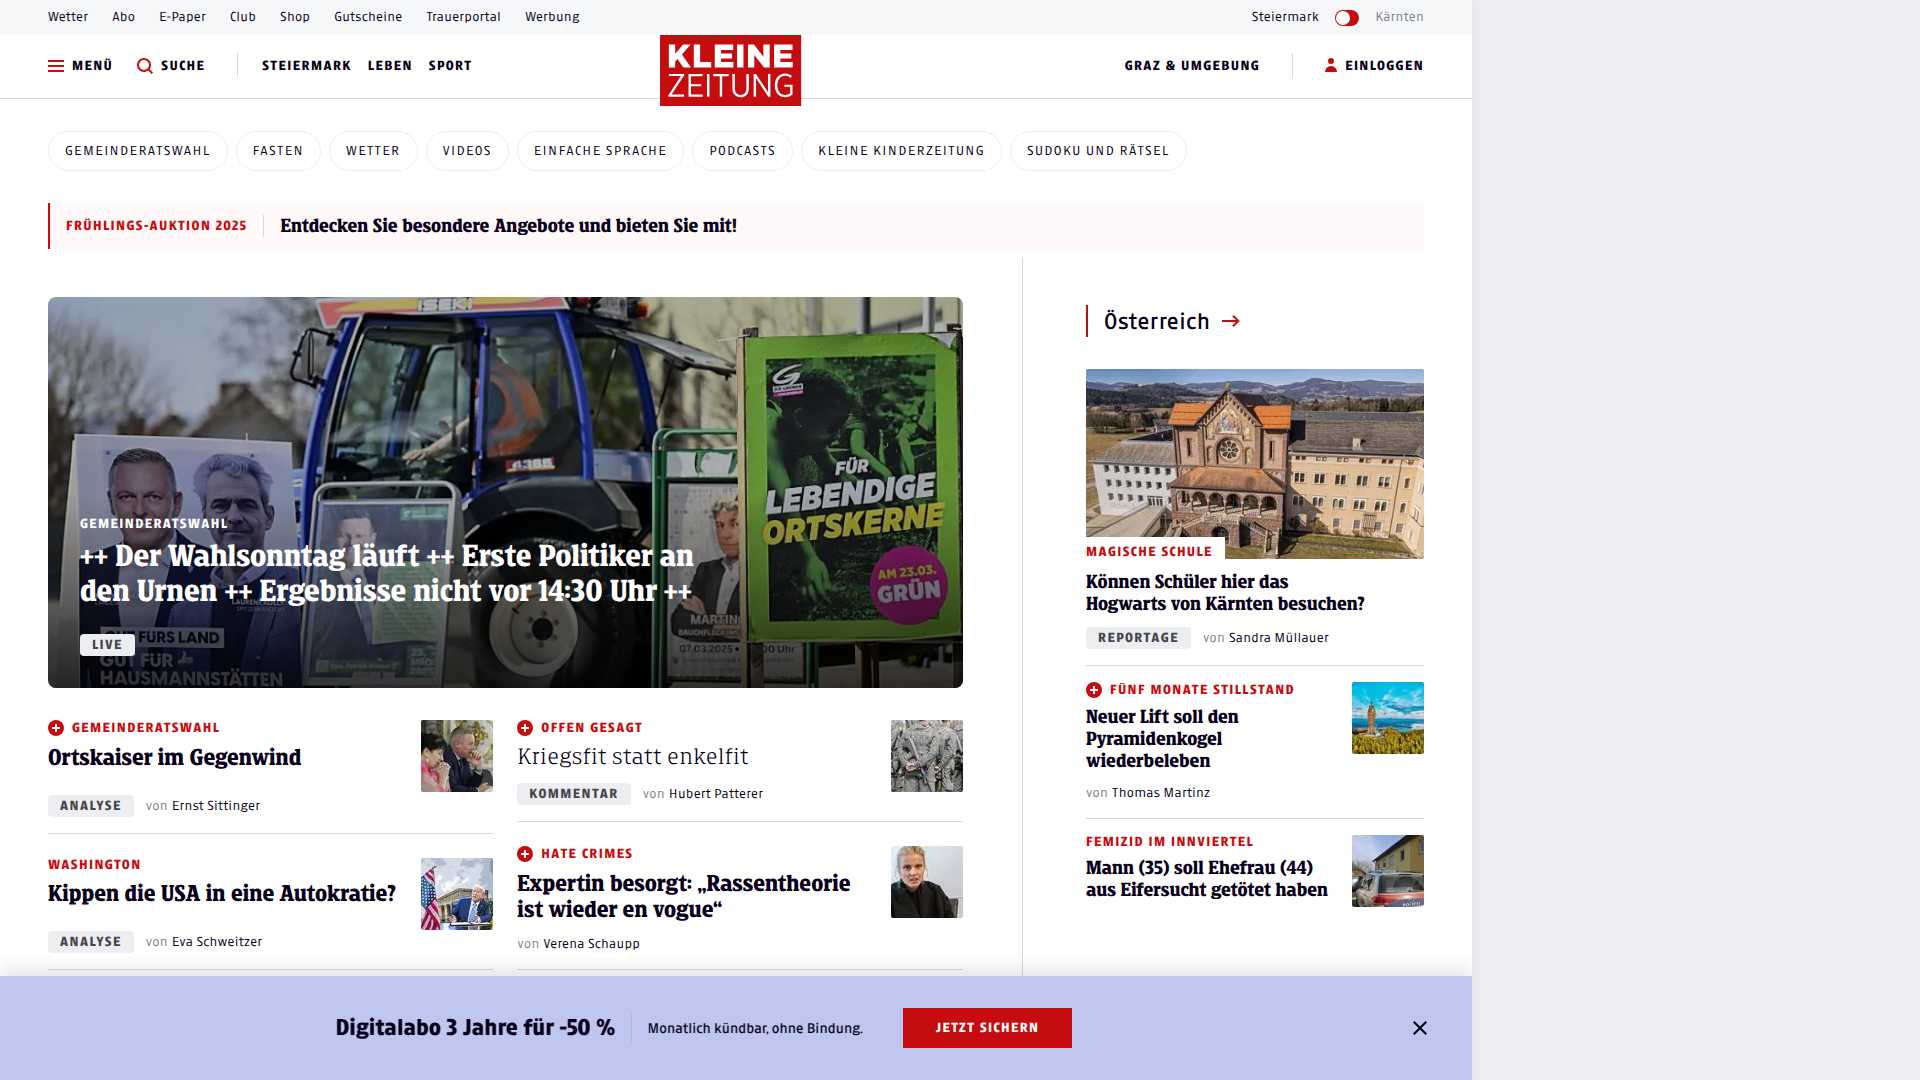 Wetter Abo E-Paper Club Shop Gutscheine Trauerportal Werbung
Steiermark Kärnten
MENÜ SUCHE STEIERMARK LEBEN SPORT
KLEINE
ZEITUNG
GRAZ & UMGEBUNG EINLOGGEN
GEMEINDERATSWAHL FASTEN WETTER VIDEOS EINFACHE SPRACHE PODCASTS KLEINE KINDERZEITUNG SUDOKU UND RÄTSEL
FRÜHLINGS-AUKTION 2025 Entdecken Sie besondere Angebote und bieten Sie mit!
ISEKI
4365
FÜR
LEBENDIGE
ORTSKERNE
AM 23.03.
GRÜN
GEMEINDERATSWAHL
++ Der Wahlsonntag läuft ++ Erste Politiker an
den Urnen ++ Ergebnisse nicht vor 14:30 Uhr ++
LIVE
FÜRS LAND
GUT FÜR
HAUSMANNSTÄTTEN
GEMEINDERATSWAHL
Ortskaiser im Gegenwind
ANALYSE von Ernst Sittinger
WASHINGTON
Kippen die USA in eine Autokratie?
ANALYSE von Eva Schweitzer
OFFEN GESAGT
Kriegsfit statt enkelfit
KOMMENTAR von Hubert Patterer
HATE CRIMES
Expertin besorgt: „Rassentheorie
ist wieder en vogue“
von Verena Schaupp
Österreich
MAGISCHE SCHULE
Können Schüler hier das
Hogwarts von Kärnten besuchen?
REPORTAGE von Sandra Müllauer
FÜNF MONATE STILLSTAND
Neuer Lift soll den
Pyramidenkogel
wiederbeleben
von Thomas Martinz
FEMIZID IM INNVIERTEL
Mann (35) soll Ehefrau (44)
aus Eifersucht getötet haben
Digitalabo 3 Jahre für -50 % Monatlich kündbar, ohne Bindung. JETZT SICHERN